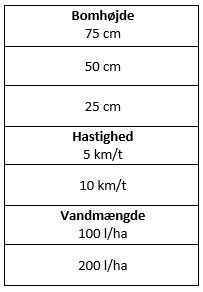 Bomhøjde
75 cm
50 cm
25 cm
Hastighed
5 km/t
10 km/t
Vandmængde
100 l/ha
200 l/ha